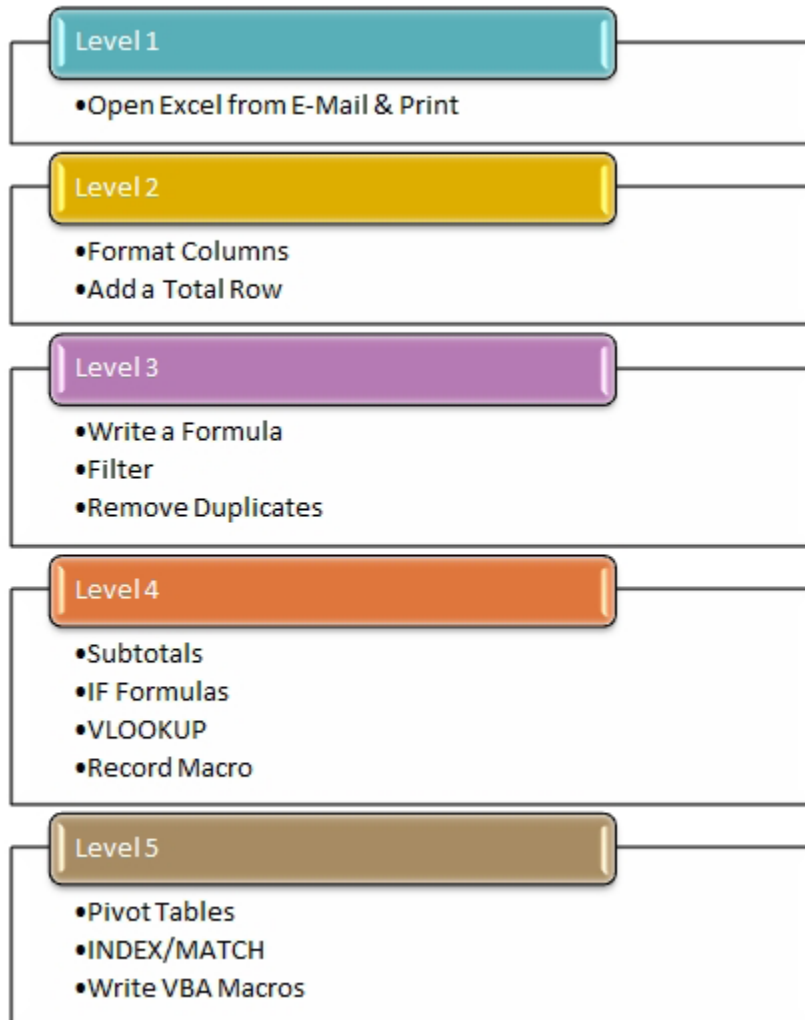 Level 1
•Open Excel from E-Mail & Print
Level 2
•Format Columns
•Add a Total Row
Level 3
•Write a Formula
•Filter
•Remove Duplicates
Level 4
•Subtotals
•IF Formulas
•VLOOKUP
•Record Macro
Level 5
•Pivot Tables
•INDEX/MATCH
•Write VBA Macros